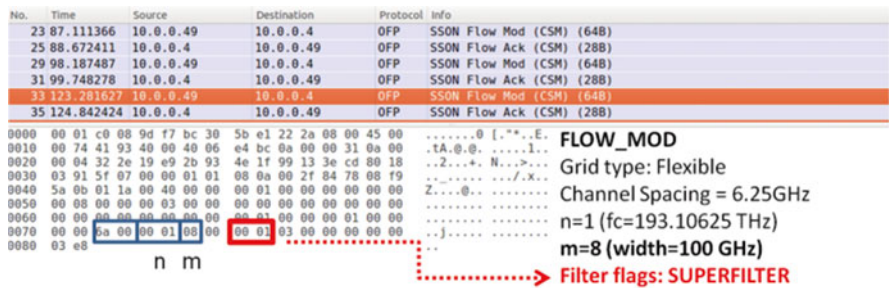 No. Time Source Destination Protocol Info
23 87.111366 10.0.0.49 10.0.0.4 OFP SSON Flow Mod (CSM) (64B)
25 88.672411 10.0.0.4 10.0.0.49 OFP SSON Flow Ack (CSM) (28B)
29 98.187487 10.0.0.49 10.0.0.4 OFP SSON Flow Mod (CSM) (64B)
31 99.748278 10.0.0.4 10.0.0.49 OFP SSON Flow Ack (CSM) (28B)
33 123.281627 10.0.0.49 10.0.0.4 OFP SSON Flow Mod (CSM) (64B)
35 124.842424 10.0.0.4 10.0.0.49 OFP SSON Flow Ack (CSM) (28B)
0000 00 01 c0 08 9d f7 bc 30 5b e1 22 2a 08 00 45 00 .......0 [."*..E.
0010 00 74 41 93 40 00 40 06 e4 bc 0a 00 00 31 0a 00 .tA.@.@. .....1..
0020 00 04 32 2e 19 e9 2b 93 4e 1f 99 13 3e cd 80 18 ..2...+. N...>...
0030 03 91 5f 07 00 00 01 01 08 0a 00 2f 84 78 08 f9 .._..... .../.x..
0040 5a 0b 01 1a 00 40 00 00 00 01 00 00 00 00 00 00 Z....@.. ........
0050 00 08 00 00 00 03 00 00 00 00 00 00 00 00 00 00 ........ ........
0060 00 00 00 00 00 00 00 00 00 01 00 00 00 01 00 00 ........ ........
0070 00 00 6a 00 00 01 08 00 00 01 03 00 00 00 00 00 ..j..... ........
0080 03 e8 ..
n m
FLOW_MOD
Grid type: Flexible
Channel Spacing = 6.25GHz
n=1 (fc=193.10625 THz)
m=8 (width=100 GHz)
Filter flags: SUPERFILTER